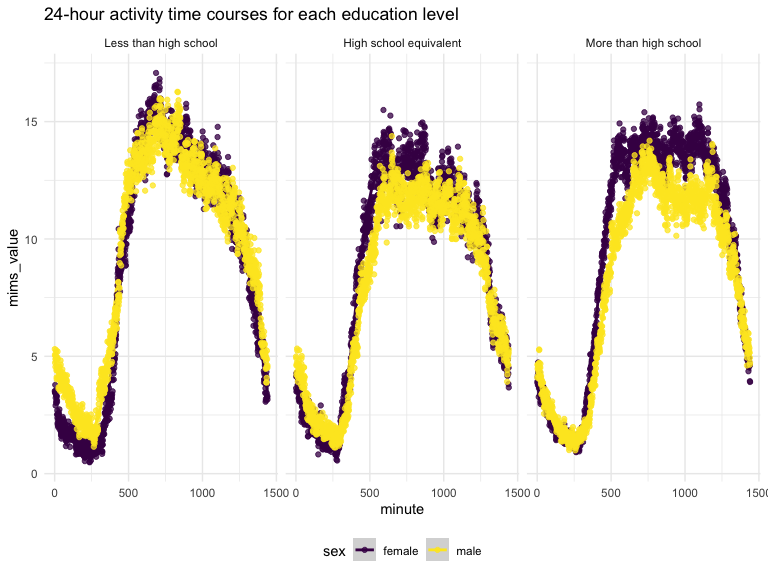 24-hour activity time courses for each education level
Less than high school High school equivalent More than high school
15
10
5
0
mims_value
0 500 1000 1500 0 500 1000 1500 0 500 1000 1500
minute
sex female male